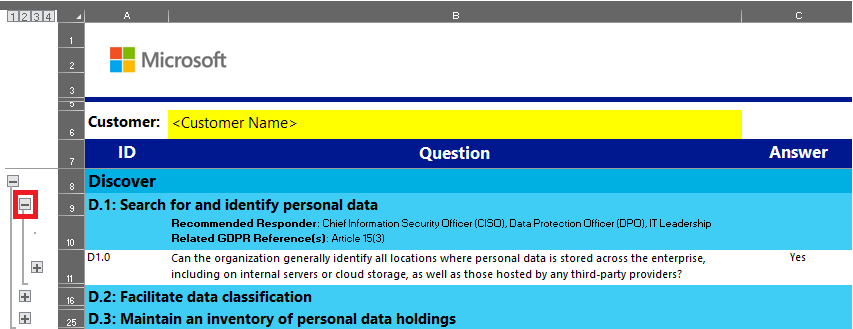 1 2 3 4
A B C
1
2
Microsoft
3
5
6 Customer: <Customer Name>
7 ID Question Answer
8 Discover
9 D.1: Search for and identify personal data
Recommended Responder: Chief Information Security Officer (CISO), Data Protection Officer (DPO), IT Leadership
10 Related GDPR Reference(s): Article 15(3)
D1.0 Can the organization generally identify all locations where personal data is stored across the enterprise, Yes
11 including on internal servers or cloud storage, as well as those hosted by any third-party providers?
16 D.2: Facilitate data classification
25 D.3: Maintain an inventory of personal data holdings